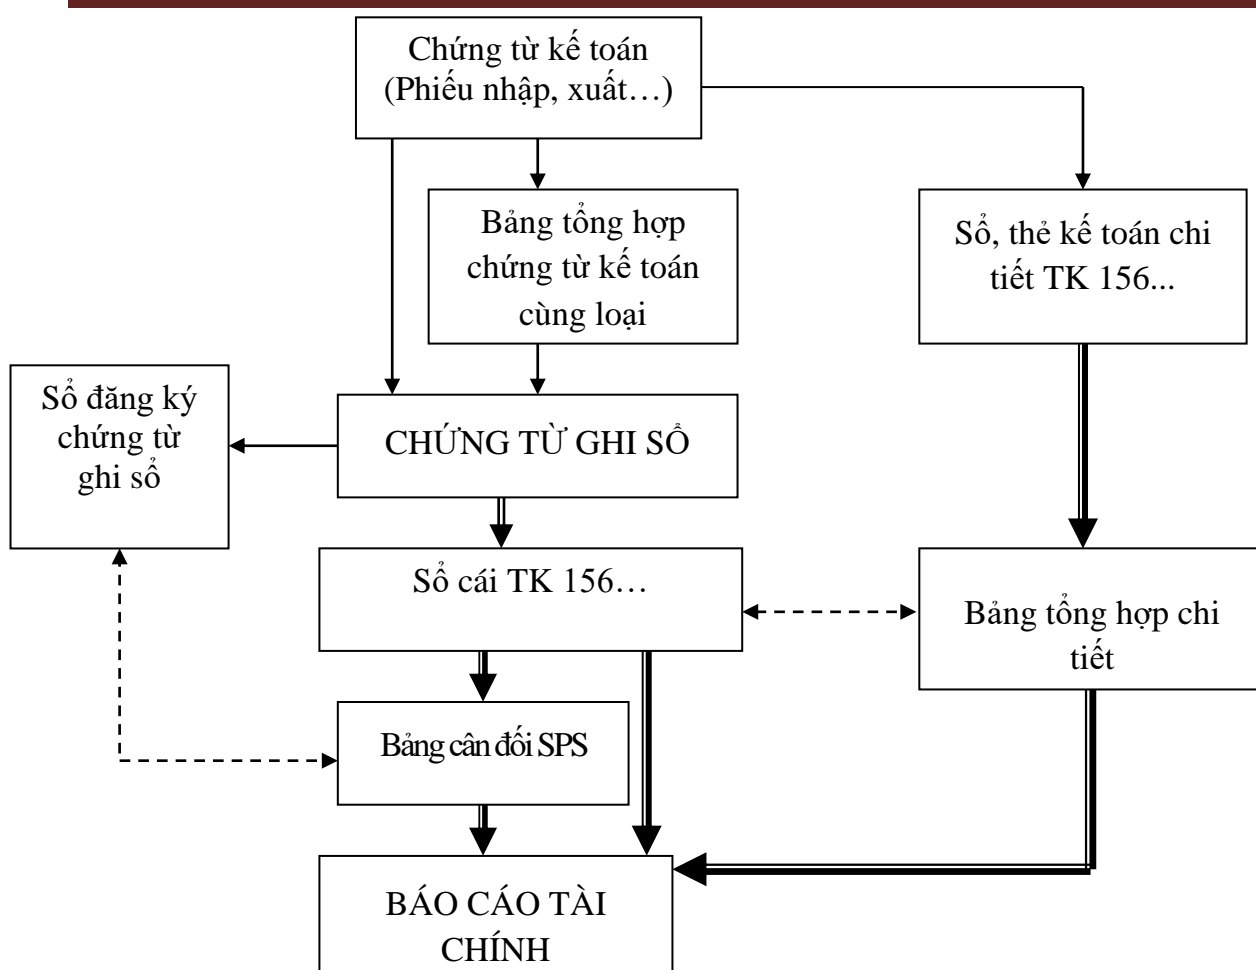 Chứng từ kế toán
(Phiếu nhập, xuất…)
Bảng tổng hợp
chứng từ kế toán
cùng loại
Sổ, thẻ kế toán chi
tiết TK 156...
Sổ đăng ký
chứng từ
ghi sổ
CHỨNG TỪ GHI SỔ
Sổ cái TK 156…
Bảng tổng hợp chi
tiết
Bảng cân đối SPS
BÁO CÁO TÀI
CHÍNH